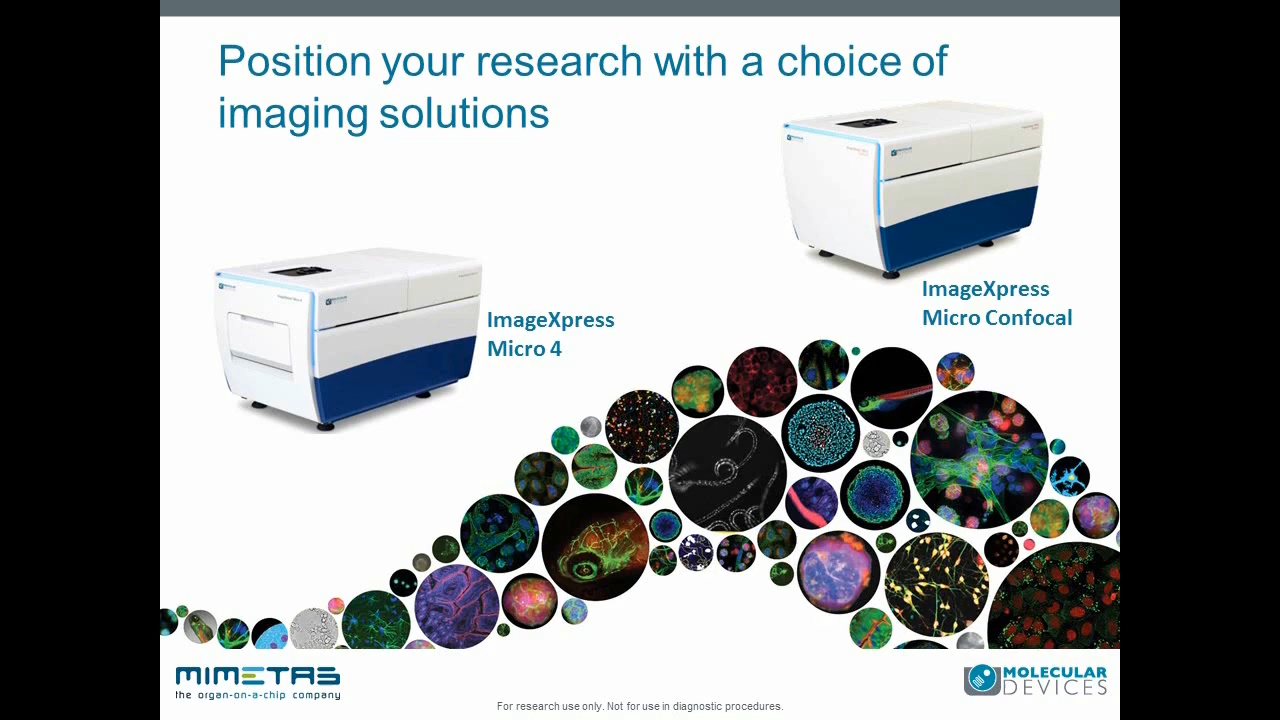 Position your research with a choice of
imaging solutions
ImageXpress
Micro Confocal
ImageXpress
Micro 4
MIMETAS
the organ-on-a-chip company
MOLECULAR
DEVICES
For research use only. Not for use in diagnostic procedures.